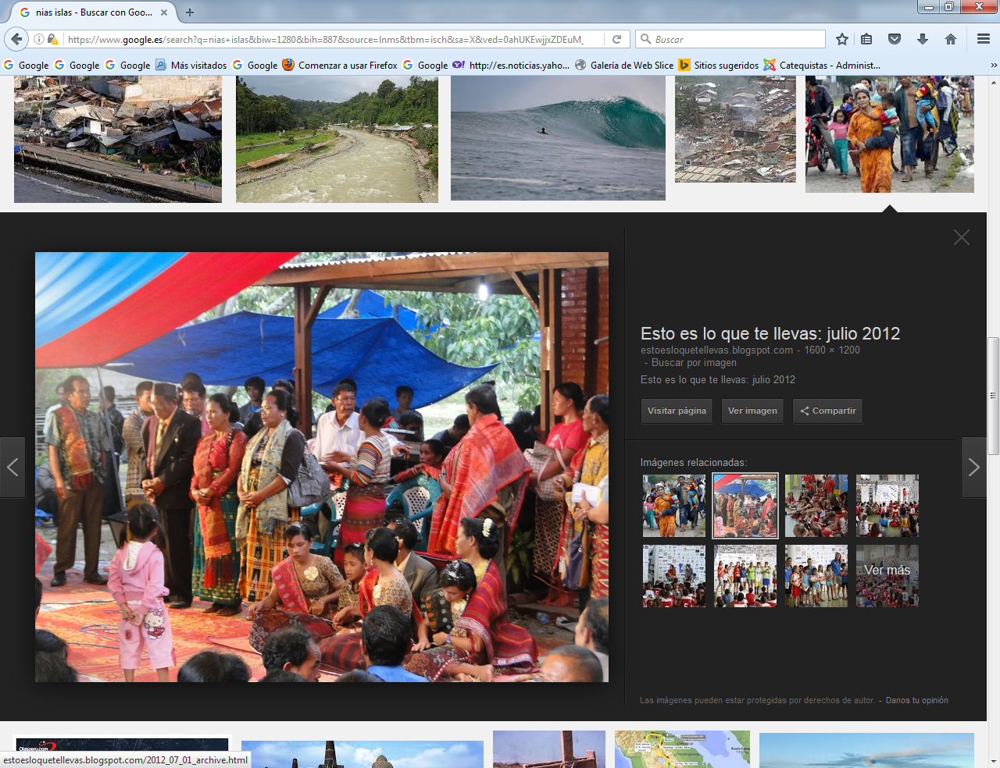 nias islas - Buscar con Goo...
https://www.google.es/search?q=nias+islas&biw=1280&bih=887&source=lnms&tbm=isch&sa=X&ved=0ahUKEwjjxZDEuM_
Buscar
Google
Google
Google
Más visitados
Google
Comenzar a usar Firefox
Google
http://es.noticias.yaho...
Galería de Web Slice
Sitios sugeridos
Catequistas - Administ...
Esto es lo que te llevas: julio 2012
estoesloquetellevas.blogspot.com - 1600 × 1200
- Buscar por imagen
Esto es lo que te llevas: julio 2012
Visitar página
Ver imagen
Compartir
Imágenes relacionadas:
Ver más
Las imágenes pueden estar protegidas por derechos de autor. - Danos tu opinión
estoesloquetellevas.blogspot.com/2012_07_01_archive.html